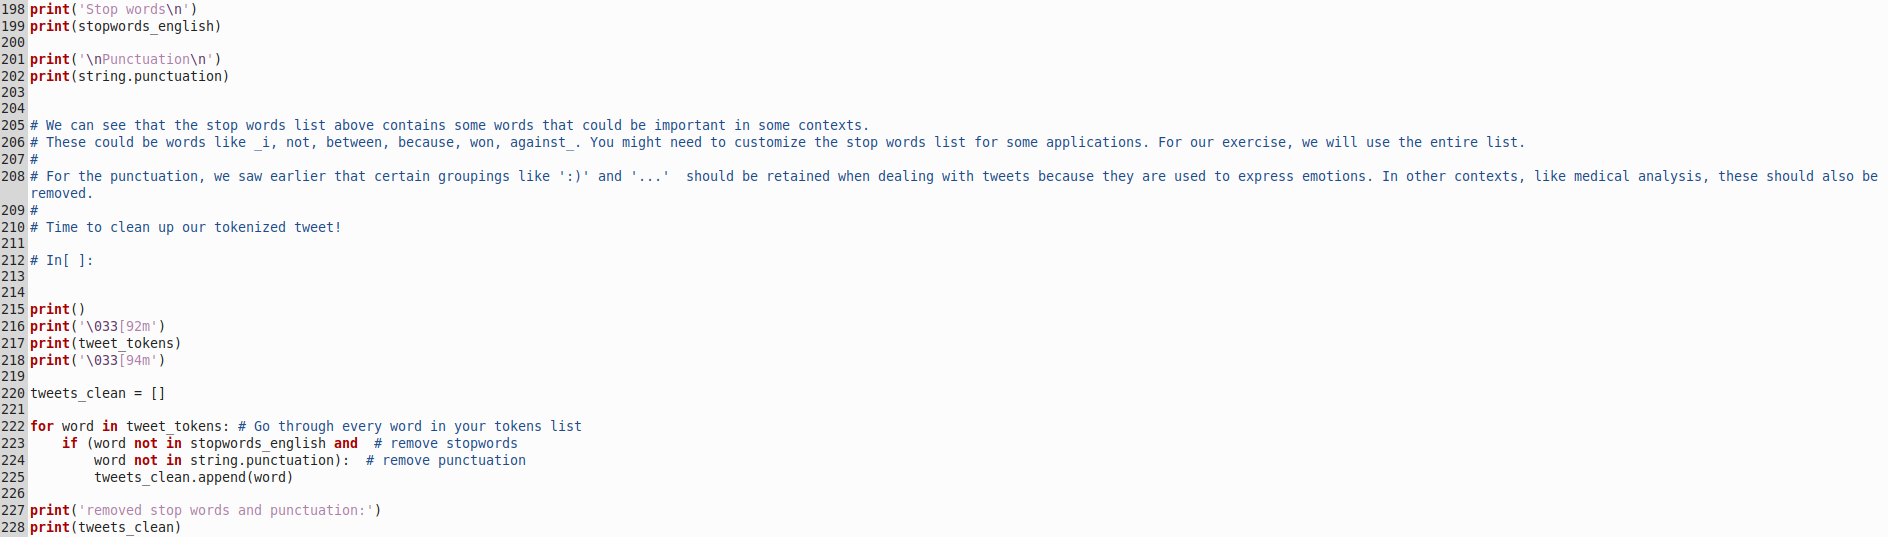 198 print('Stop words\n')
199 print(stopwords_english)
200
201 print('\nPunctuation\n')
202 print(string.punctuation)
203
204
205 # We can see that the stop words list above contains some words that could be important in some contexts.
206 # These could be words like _i, not, between, because, won, against_. You might need to customize the stop words list for some applications. For our exercise, we will use the entire list.
207 #
208 # For the punctuation, we saw earlier that certain groupings like ':)' and '...'  should be retained when dealing with tweets because they are used to express emotions. In other contexts, like medical analysis, these should also be
removed.
209 #
210 # Time to clean up our tokenized tweet!
211
212 # In[ ]:
213
214
215 print()
216 print('\033[92m')
217 print(tweet_tokens)
218 print('\033[94m')
219
220 tweets_clean = []
221
222 for word in tweet_tokens: # Go through every word in your tokens list
223     if (word not in stopwords_english and  # remove stopwords
224         word not in string.punctuation):  # remove punctuation
225         tweets_clean.append(word)
226
227 print('removed stop words and punctuation:')
228 print(tweets_clean)